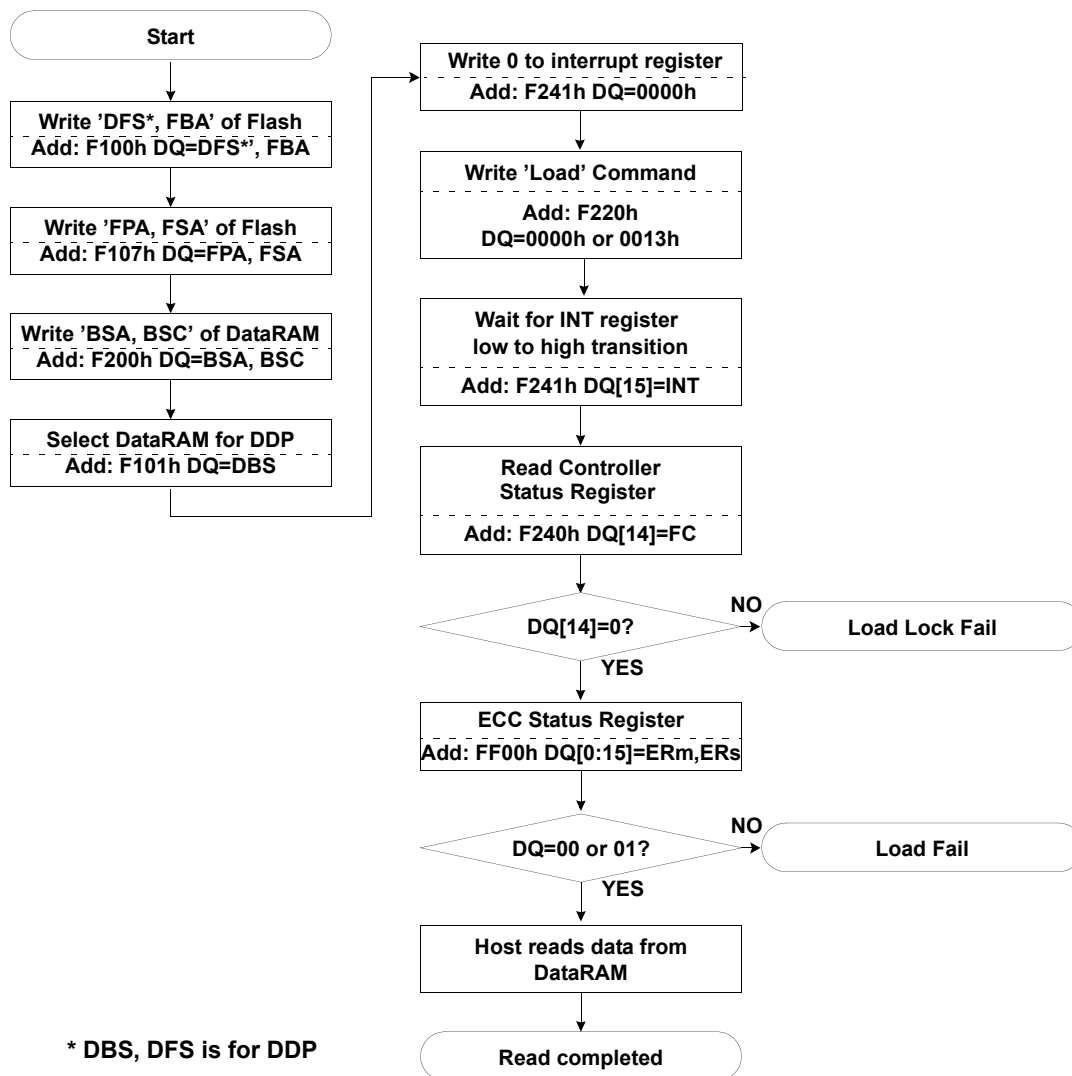 Start
Write ’DFS*, FBA’ of Flash
Add: F100h DQ=DFS*’, FBA
Write ’FPA, FSA’ of Flash
Add: F107h DQ=FPA, FSA
Write ’BSA, BSC’ of DataRAM
Add: F200h DQ=BSA, BSC
Select DataRAM for DDP
Add: F101h DQ=DBS
Write 0 to interrupt register
Add: F241h DQ=0000h
Write ’Load’ Command
Add: F220h
DQ=0000h or 0013h
Wait for INT register
low to high transition
Add: F241h DQ[15]=INT
Read Controller
Status Register
Add: F240h DQ[14]=FC
DQ[14]=0?
NO
Load Lock Fail
YES
ECC Status Register
Add: FF00h DQ[0:15]=ERm,ERs
DQ=00 or 01?
NO
Load Fail
YES
Host reads data from
DataRAM
Read completed
* DBS, DFS is for DDP